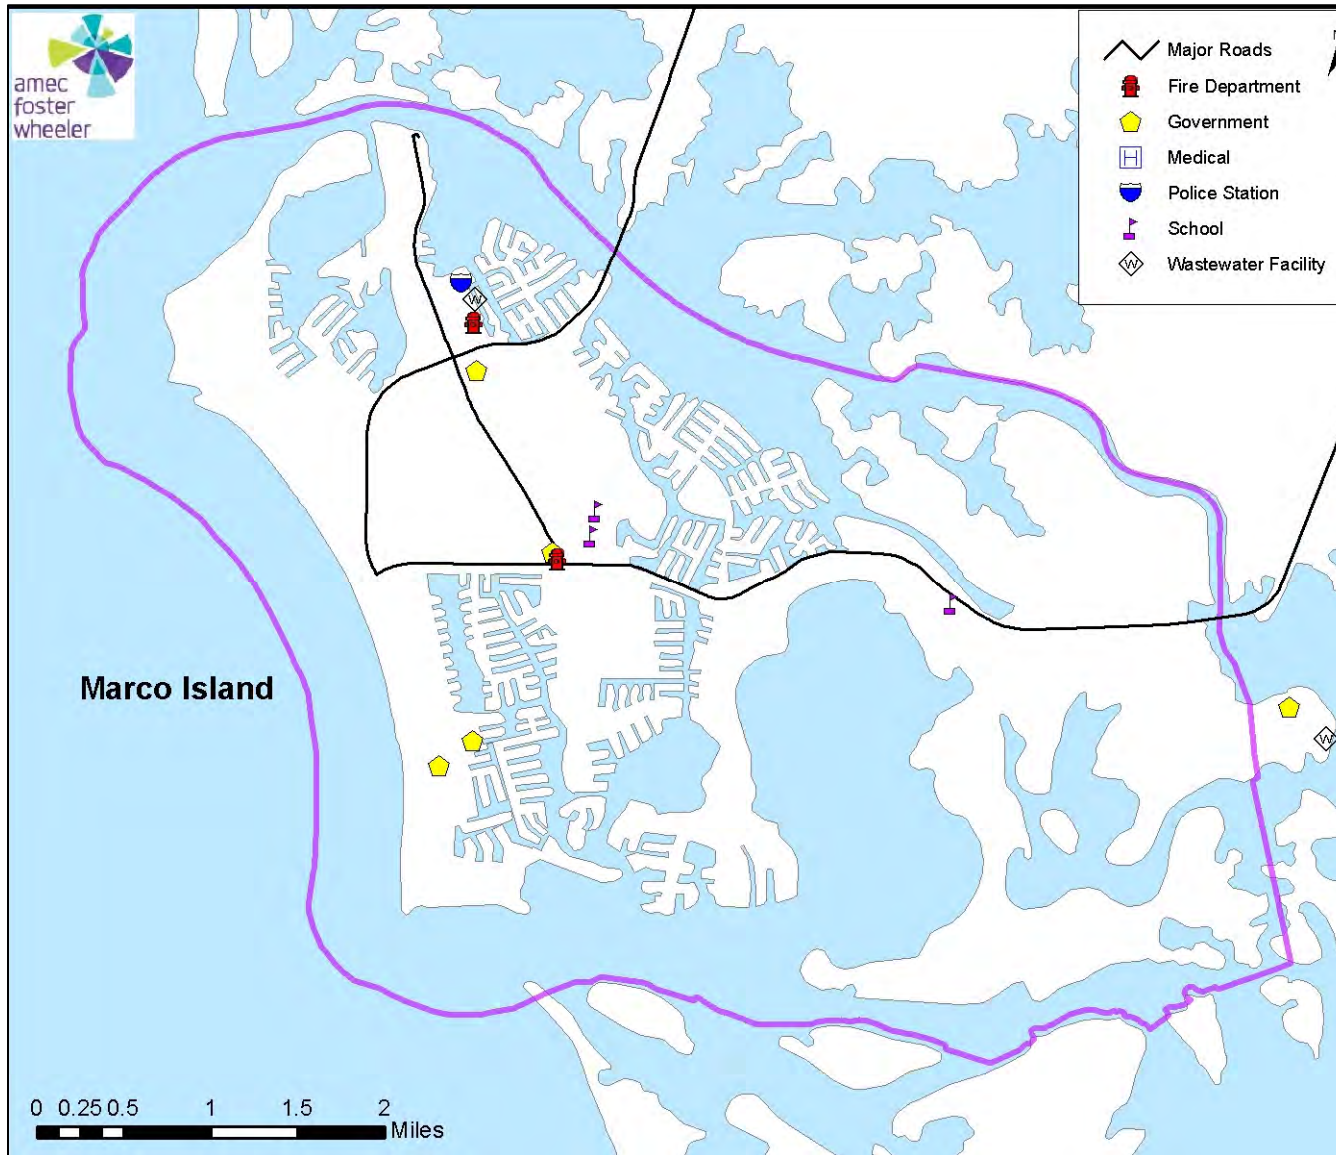 amec
foster
wheeler
Major Roads
Fire Department
Government
H Medical
Police Station
School
W Wastewater Facility
N
W
Marco Island
W
0 0.25 0.5 1 1.5 2
Miles